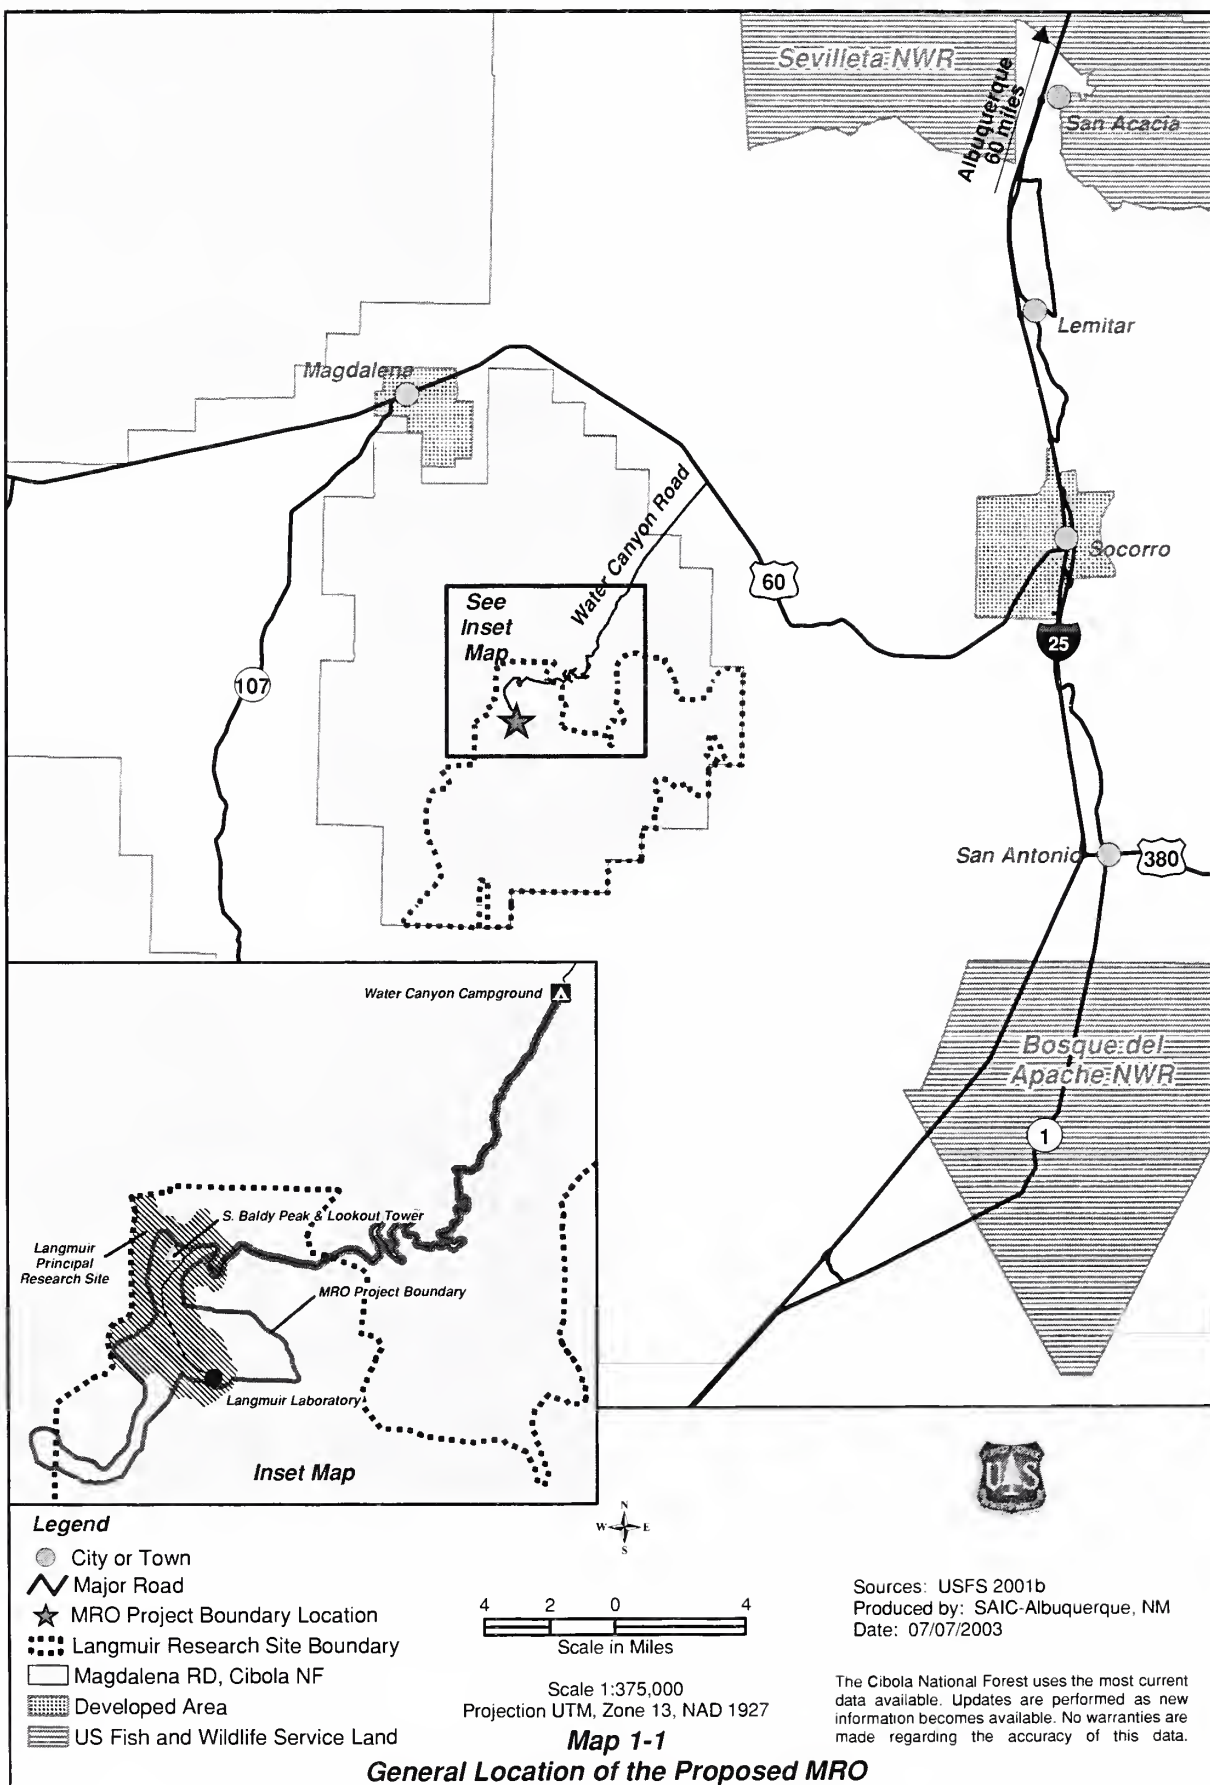 Sevilleta NWR
Albuquerque
60 miles
San Acacia
Lemitar
Magdalena
Water Canyon Road
Socorro
60
See
Inset
Map
25
107
San Antonio
380
Bosque del
Apache NWR
1
Water Canyon Campground
S. Baldy Peak & Lookout Tower
Langmuir
Principal
Research Site
MRO Project Boundary
Langmuir Laboratory
Inset Map
U S
Legend
City or Town
Major Road
MRO Project Boundary Location
Langmuir Research Site Boundary
Magdalena RD, Cibola NF
Developed Area
US Fish and Wildlife Service Land
N
W E
S
4 2 0 4
Scale in Miles
Scale 1:375,000
Projection UTM, Zone 13, NAD 1927
Sources: USFS 2001b
Produced by: SAIC-Albuquerque, NM
Date: 07/07/2003
The Cibola National Forest uses the most current
data available. Updates are performed as new
information becomes available. No warranties are
made regarding the accuracy of this data.
Map 1-1
General Location of the Proposed MRO